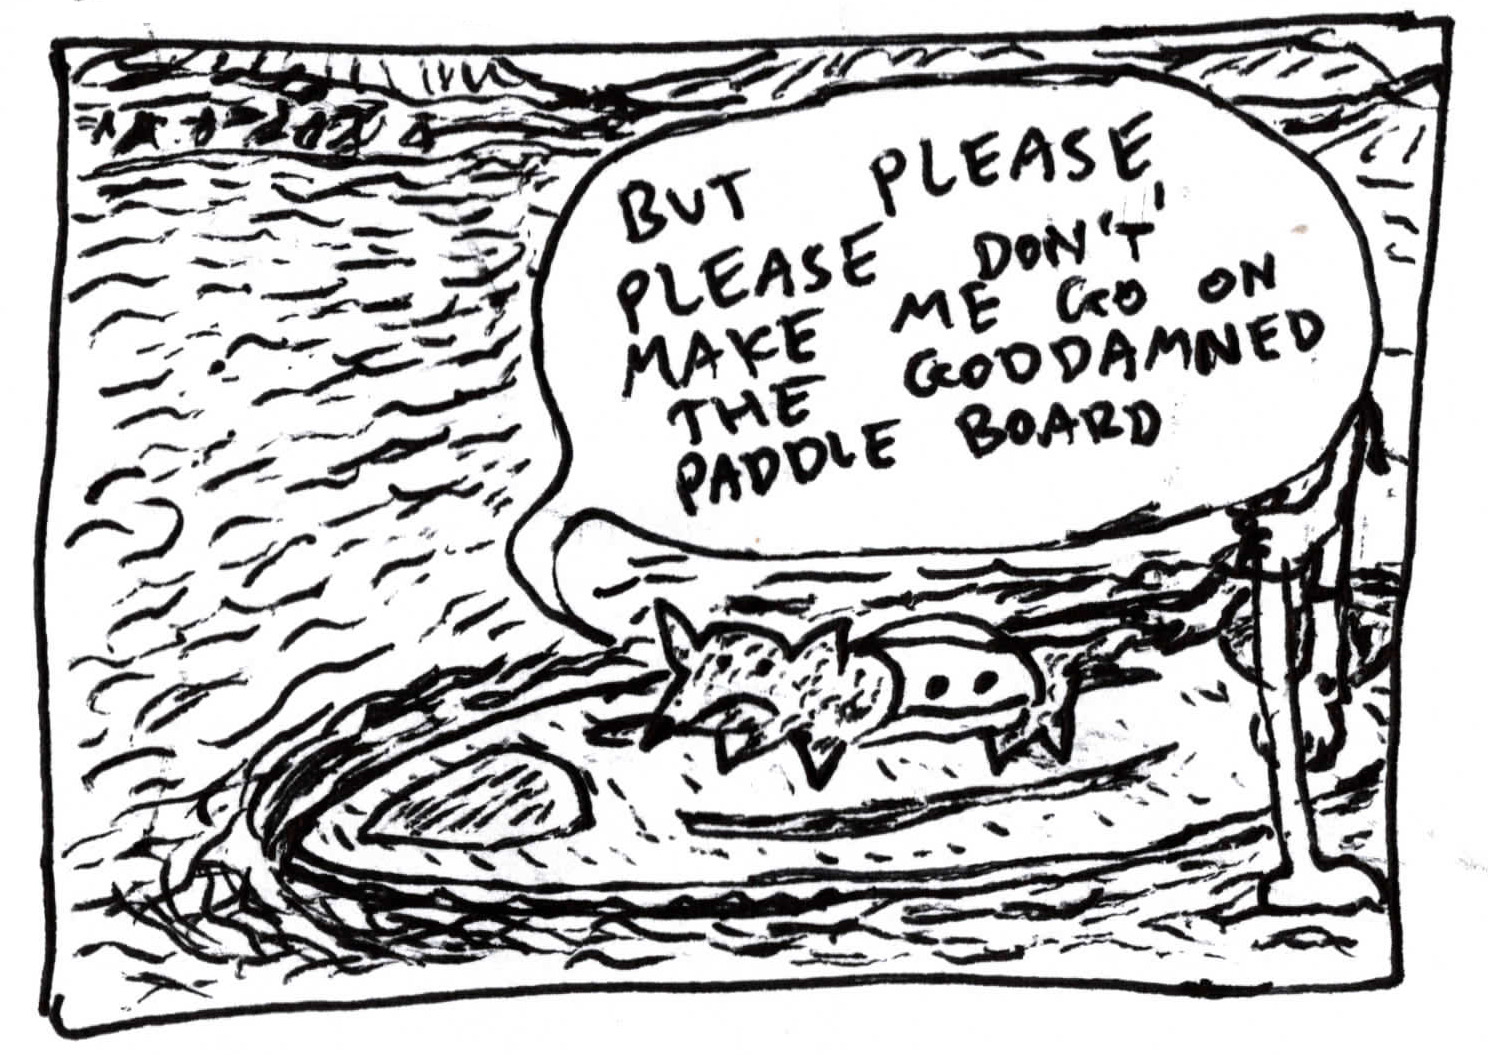 BUT PLEASE,
PLEASE DON'T
MAKE ME GO ON
THE GODDAMNED
PADDLE BOARD